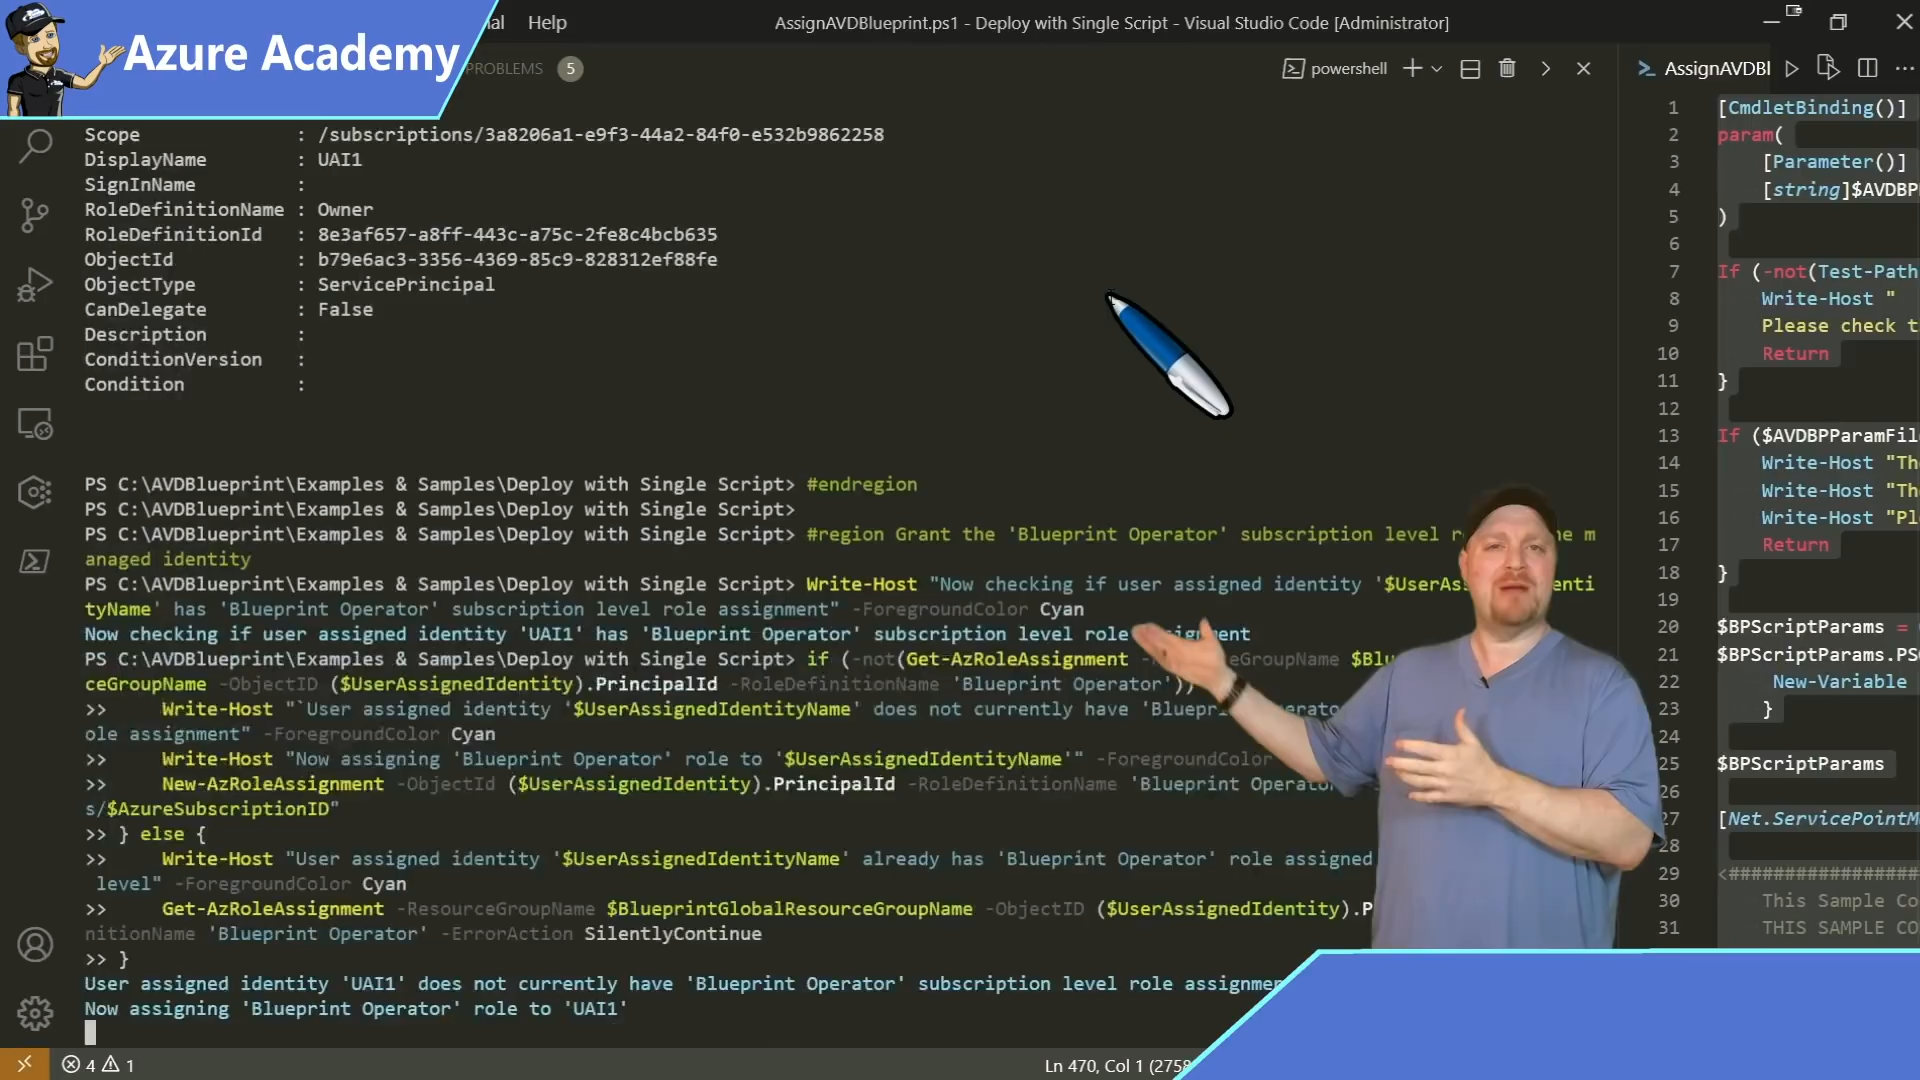 Azure Academy
Help
AssignAVDBlueprint.ps1 - Deploy with Single Script - Visual Studio Code [Administrator]
PROBLEMS 5
powershell
AssignAVDBl
Scope : /subscriptions/3a8206a1-e9f3-44a2-84f0-e532b9862258
DisplayName : UAI1
SignInName :
RoleDefinitionName : Owner
RoleDefinitionId : 8e3af657-a8ff-443c-a75c-2fe8c4bcb635
ObjectId : b79e6ac3-3356-4369-85c9-828312ef88fe
ObjectType : ServicePrincipal
CanDelegate : False
Description :
ConditionVersion :
Condition :
PS C:\AVDBlueprint\Examples & Samples\Deploy with Single Script> #endregion
PS C:\AVDBlueprint\Examples & Samples\Deploy with Single Script>
PS C:\AVDBlueprint\Examples & Samples\Deploy with Single Script> #region Grant the 'Blueprint Operator' subscription level m
anaged identity
PS C:\AVDBlueprint\Examples & Samples\Deploy with Single Script> Write-Host "Now checking if user assigned identity '$UserAs enti
tyName' has 'Blueprint Operator' subscription level role assignment" -ForegroundColor Cyan
Now checking if user assigned identity 'UAI1' has 'Blueprint Operator' subscription level role
PS C:\AVDBlueprint\Examples & Samples\Deploy with Single Script> if (-not(Get-AzRoleAssignment eGroupName $Blu
ceGroupName -ObjectID ($UserAssignedIdentity).PrincipalId -RoleDefinitionName 'Blueprint Operator'))
>> Write-Host "`User assigned identity '$UserAssignedIdentityName' does not currently have 'Bluep
ole assignment" -ForegroundColor Cyan
>> Write-Host "Now assigning 'Blueprint Operator' role to '$UserAssignedIdentityName'" -ForegroundColor
>> New-AzRoleAssignment -ObjectId ($UserAssignedIdentity).PrincipalId -RoleDefinitionName 'Blueprint Operator
s/$AzureSubscriptionID"
>> } else {
>> Write-Host "User assigned identity '$UserAssignedIdentityName' already has 'Blueprint Operator' role assigned
level" -ForegroundColor Cyan
>> Get-AzRoleAssignment -ResourceGroupName $BlueprintGlobalResourceGroupName -ObjectID ($UserAssignedIdentity).P
nitionName 'Blueprint Operator' -ErrorAction SilentlyContinue
>> }
User assigned identity 'UAI1' does not currently have 'Blueprint Operator' subscription level role assignmen
Now assigning 'Blueprint Operator' role to 'UAI1'
1 [CmdletBinding()]
2 param(
3 [Parameter()]
4 [string]$AVDBP
5 )
6
7 If (-not(Test-Path
8 Write-Host "
9 Please check t
10 Return
11 }
12
13 If ($AVDBPParamFil
14 Write-Host "Th
15 Write-Host "Th
16 Write-Host "Pl
17 Return
18 }
19
20 $BPScriptParams =
21 $BPScriptParams.PS
22 New-Variable
23 }
24
25 $BPScriptParams
26
27 [Net.ServicePointM
28
29 <#################
30 This Sample Co
31 THIS SAMPLE CO
4 1
Ln 470, Col 1 (2758